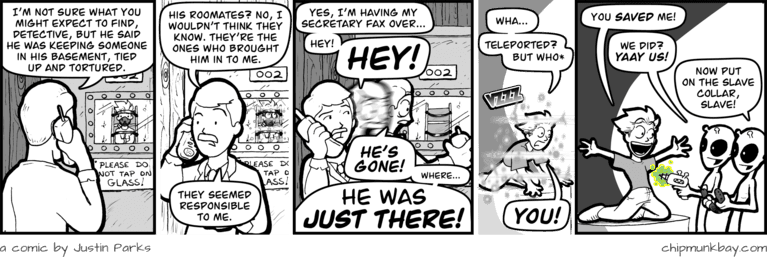 I'M NOT SURE WHAT YOU
MIGHT EXPECT TO FIND,
DETECTIVE, BUT HE SAID
HE WAS KEEPING SOMEONE
IN HIS BASEMENT, TIED
UP AND TORTURED.
PLEASE DO
NOT TAP ON
GLASS!
HIS ROOMATES? NO, I
WOULDN'T THINK THEY
KNOW. THEY'RE THE
ONES WHO BROUGHT
HIM IN TO ME.
002
PLEASE DO
TAP O
ASS!
THEY SEEMED
RESPONSIBLE
TO ME.
YES, I'M HAVING MY
SECRETARY FAX OVER...
HEY!
HEY!
002
HE'S
GONE!
WHERE...
HE WAS
JUST THERE!
WHA...
TELEPORTED?
BUT WHO*
VZZZ
YOU!
YOU SAVED ME!
WE DID?
YAAY US!
NOW PUT
ON THE SLAVE
COLLAR,
SLAVE!
a comic by Justin Parks
chipmunkbay.com